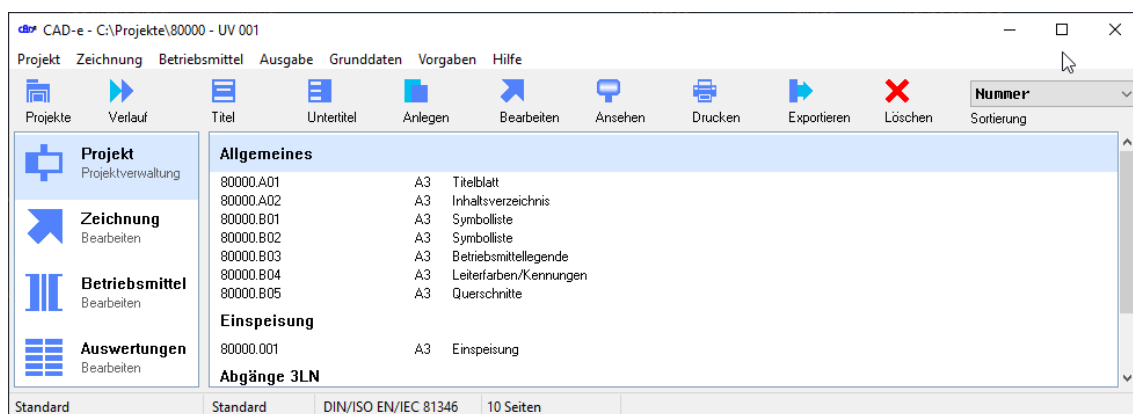 CAD-e - C:\Projekte\80000 - UV 001
Projekt Zeichnung Betriebsmittel Ausgabe Grunddaten Vorgaben Hilfe
Nummer
Projekte Verlauf Titel Untertitel Anlegen Bearbeiten Ansehen Drucken Exportieren Löschen Sortierung
Projekt
Projektverwaltung
Zeichnung
Bearbeiten
Betriebsmittel
Bearbeiten
Auswertungen
Bearbeiten
Allgemeines
80000.A01 A3 Titelblatt
80000.A02 A3 Inhaltsverzeichnis
80000.B01 A3 Symbolliste
80000.B02 A3 Symbolliste
80000.B03 A3 Betriebsmittellegende
80000.B04 A3 Leiterfarben/Kennungen
80000.B05 A3 Querschnitte
Einspeisung
80000.001 A3 Einspeisung
Abgänge 3LN
Standard Standard DIN/ISO EN/IEC 81346 10 Seiten